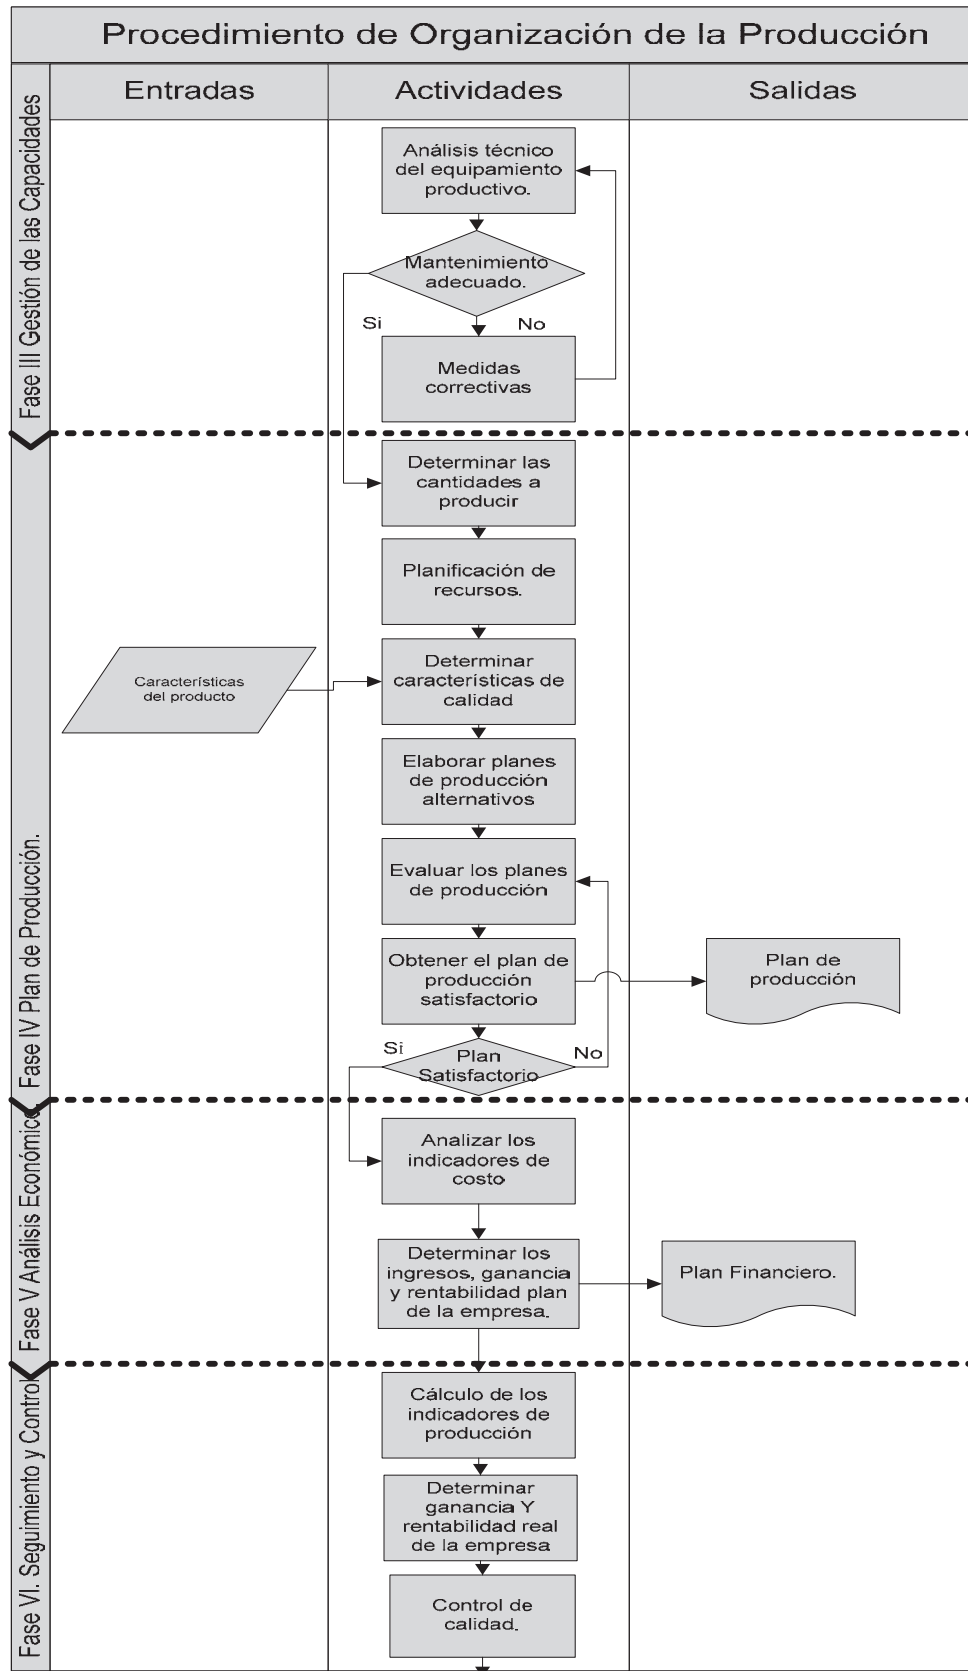 Procedimiento de Organización de la Producción
Entradas
Actividades
Salidas
Fase III Gestión de las Capacidades
Análisis técnico
del equipamiento
productivo.
Mantenimiento
adecuado.
Si
No
Medidas
correctivas
Fase IV Plan de Producción.
Determinar las
cantidades a
producir
Planificación de
recursos.
Características
del producto
Determinar
características de
calidad
Elaborar planes
de producción
alternativos
Evaluar los planes
de producción
Obtener el plan de
producción
satisfactorio
Plan de
producción
Si
No
Plan
Satisfactorio
Fase V Análisis Económico.
Analizar los
indicadores de
costo
Determinar los
ingresos, ganancia
y rentabilidad plan
de la empresa.
Plan Financiero.
Fase VI. Seguimiento y Control
Cálculo de los
indicadores de
producción
Determinar
ganancia Y
rentabilidad real
de la empresa
Control de
calidad.